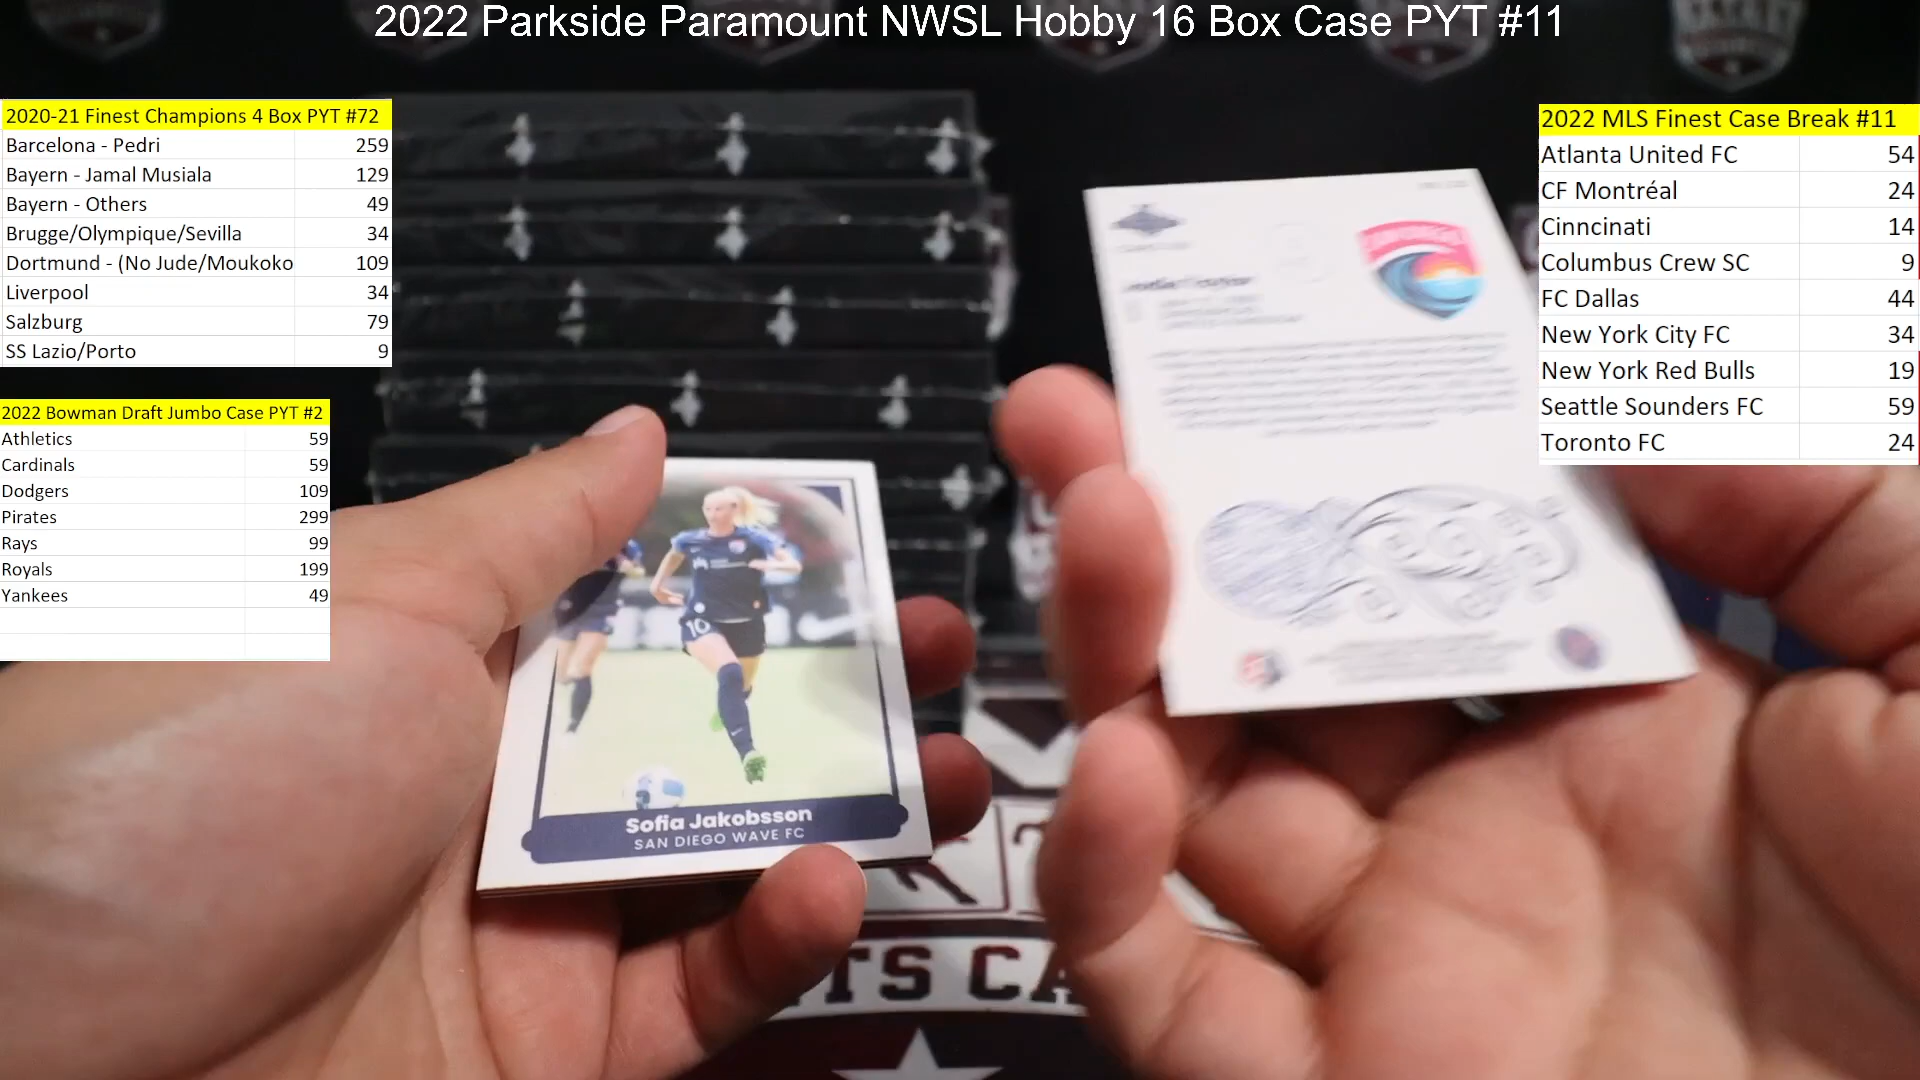 2022 Parkside Paramount NWSL Hobby 16 Box Case PYT #11
2020-21 Finest Champions 4 Box PYT #72
Barcelona - Pedri 259
Bayern - Jamal Musiala 129
Bayern - Others 49
Brugge/Olympique/Sevilla 34
Dortmund - (No Jude/Moukoko 109
Liverpool 34
Salzburg 79
SS Lazio/Porto 9
2022 Bowman Draft Jumbo Case PYT #2
Athletics 59
Cardinals 59
Dodgers 109
Pirates 299
Rays 99
Royals 199
Yankees 49
2022 MLS Finest Case Break #11
Atlanta United FC 54
CF Montréal 24
Cinncinati 14
Columbus Crew SC 9
FC Dallas 44
New York City FC 34
New York Red Bulls 19
Seattle Sounders FC 59
Toronto FC 24
10
Sofia Jakobsson
SAN DIEGO WAVE FC
TS CA